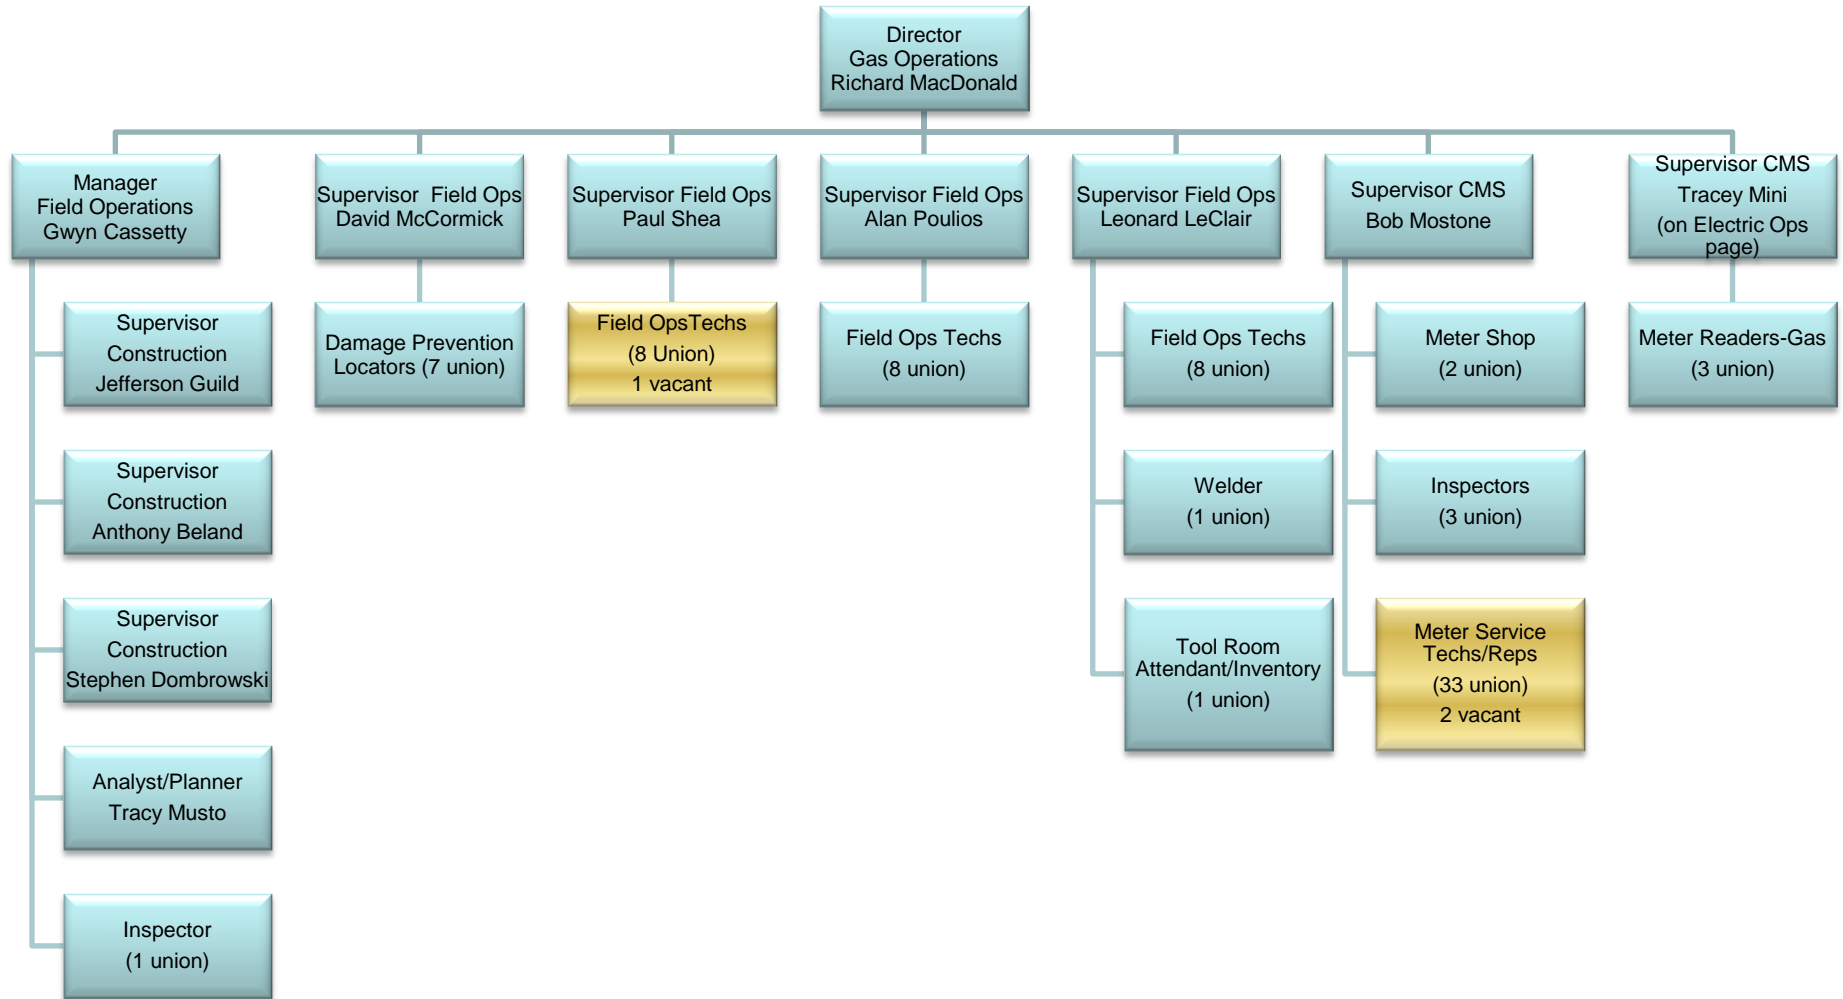 Director
Gas Operations
Richard MacDonald
Manager
Field Operations
Gwyn Cassetty
Supervisor  Field Ops
David McCormick
Supervisor Field Ops
Paul Shea
Supervisor Field Ops
Alan Poulios
Supervisor Field Ops
Leonard LeClair
Supervisor CMS
Bob Mostone
Supervisor CMS
Tracey Mini
(on Electric Ops
page)
Supervisor
Construction
Jefferson Guild
Damage Prevention
Locators (7 union)
Field OpsTechs
(8 Union)
1 vacant
Field Ops Techs
(8 union)
Field Ops Techs
(8 union)
Meter Shop
(2 union)
Meter Readers-Gas
(3 union)
Supervisor
Construction
Anthony Beland
Welder
(1 union)
Inspectors
(3 union)
Supervisor
Construction
Stephen Dombrowski
Tool Room
Attendant/Inventory
(1 union)
Meter Service
Techs/Reps
(33 union)
2 vacant
Analyst/Planner
Tracy Musto
Inspector
(1 union)